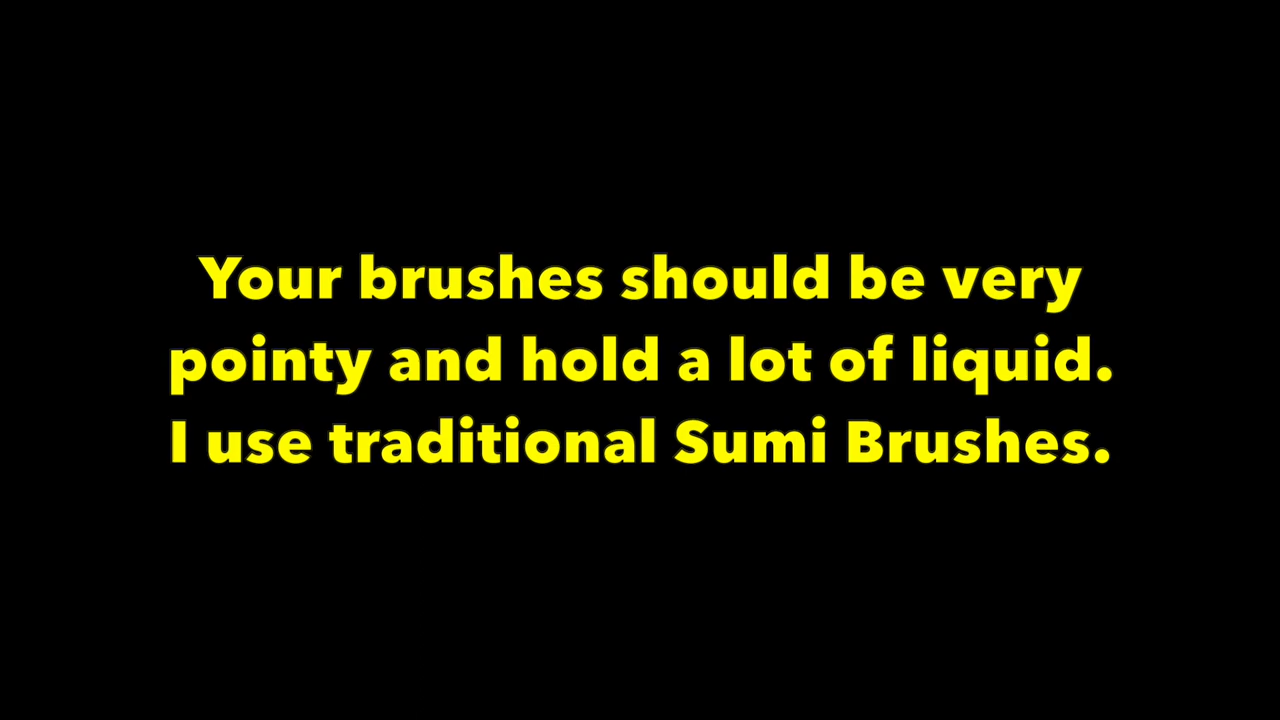 Your brushes should be very
pointy and hold a lot of liquid.
I use traditional Sumi Brushes.